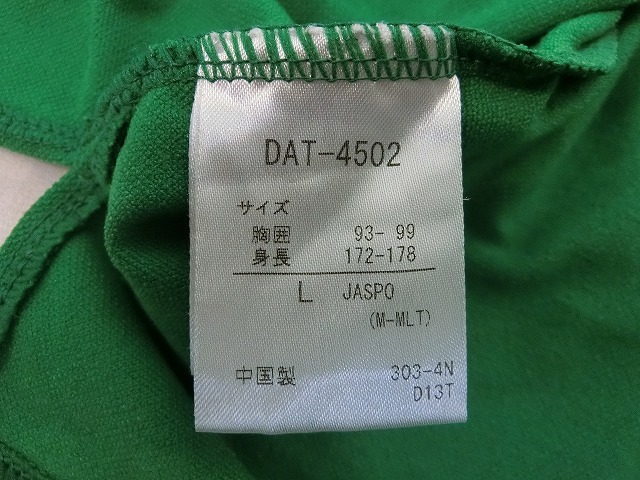 DAT-4502
サイズ
胸囲 93- 99
身長 172-178
L JASPO
(M-MLT)
中国製 303-4N
D13T